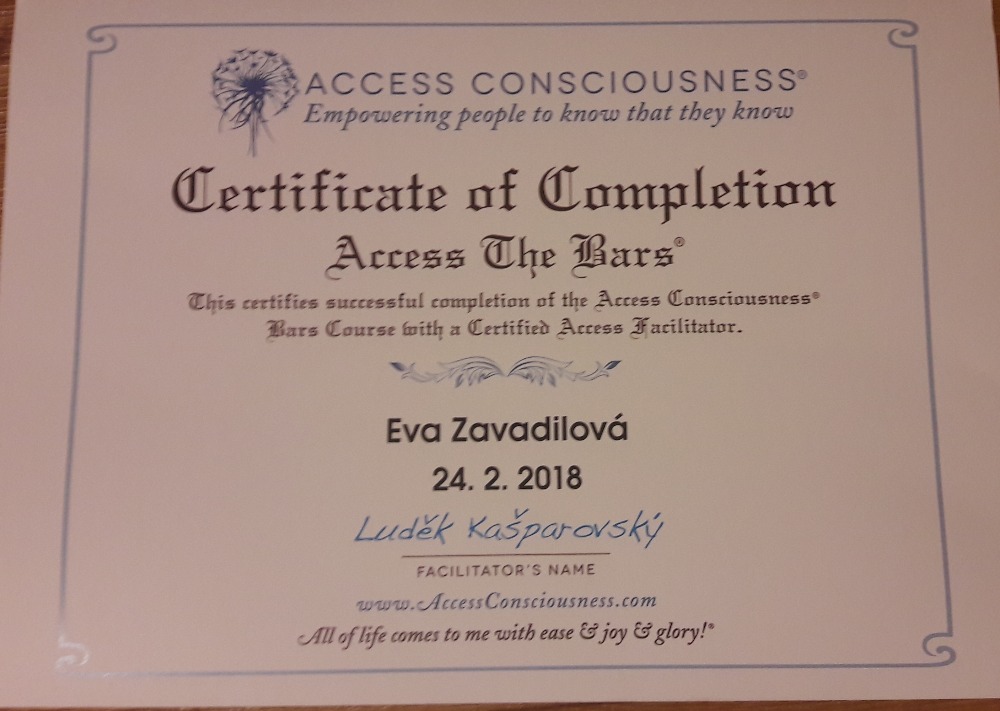 ACCESS CONSCIOUSNESS®
Empowering people to know that they know
Certificate of Completion
Access The Bars®
This certifies successful completion of the Access Consciousness®
Bars Course with a Certified Access Facilitator.
Eva Zavadilová
24. 2. 2018
Luděk Kašparovský
FACILITATOR'S NAME
www.AccessConsciousness.com
All of life comes to me with ease & joy & glory!®